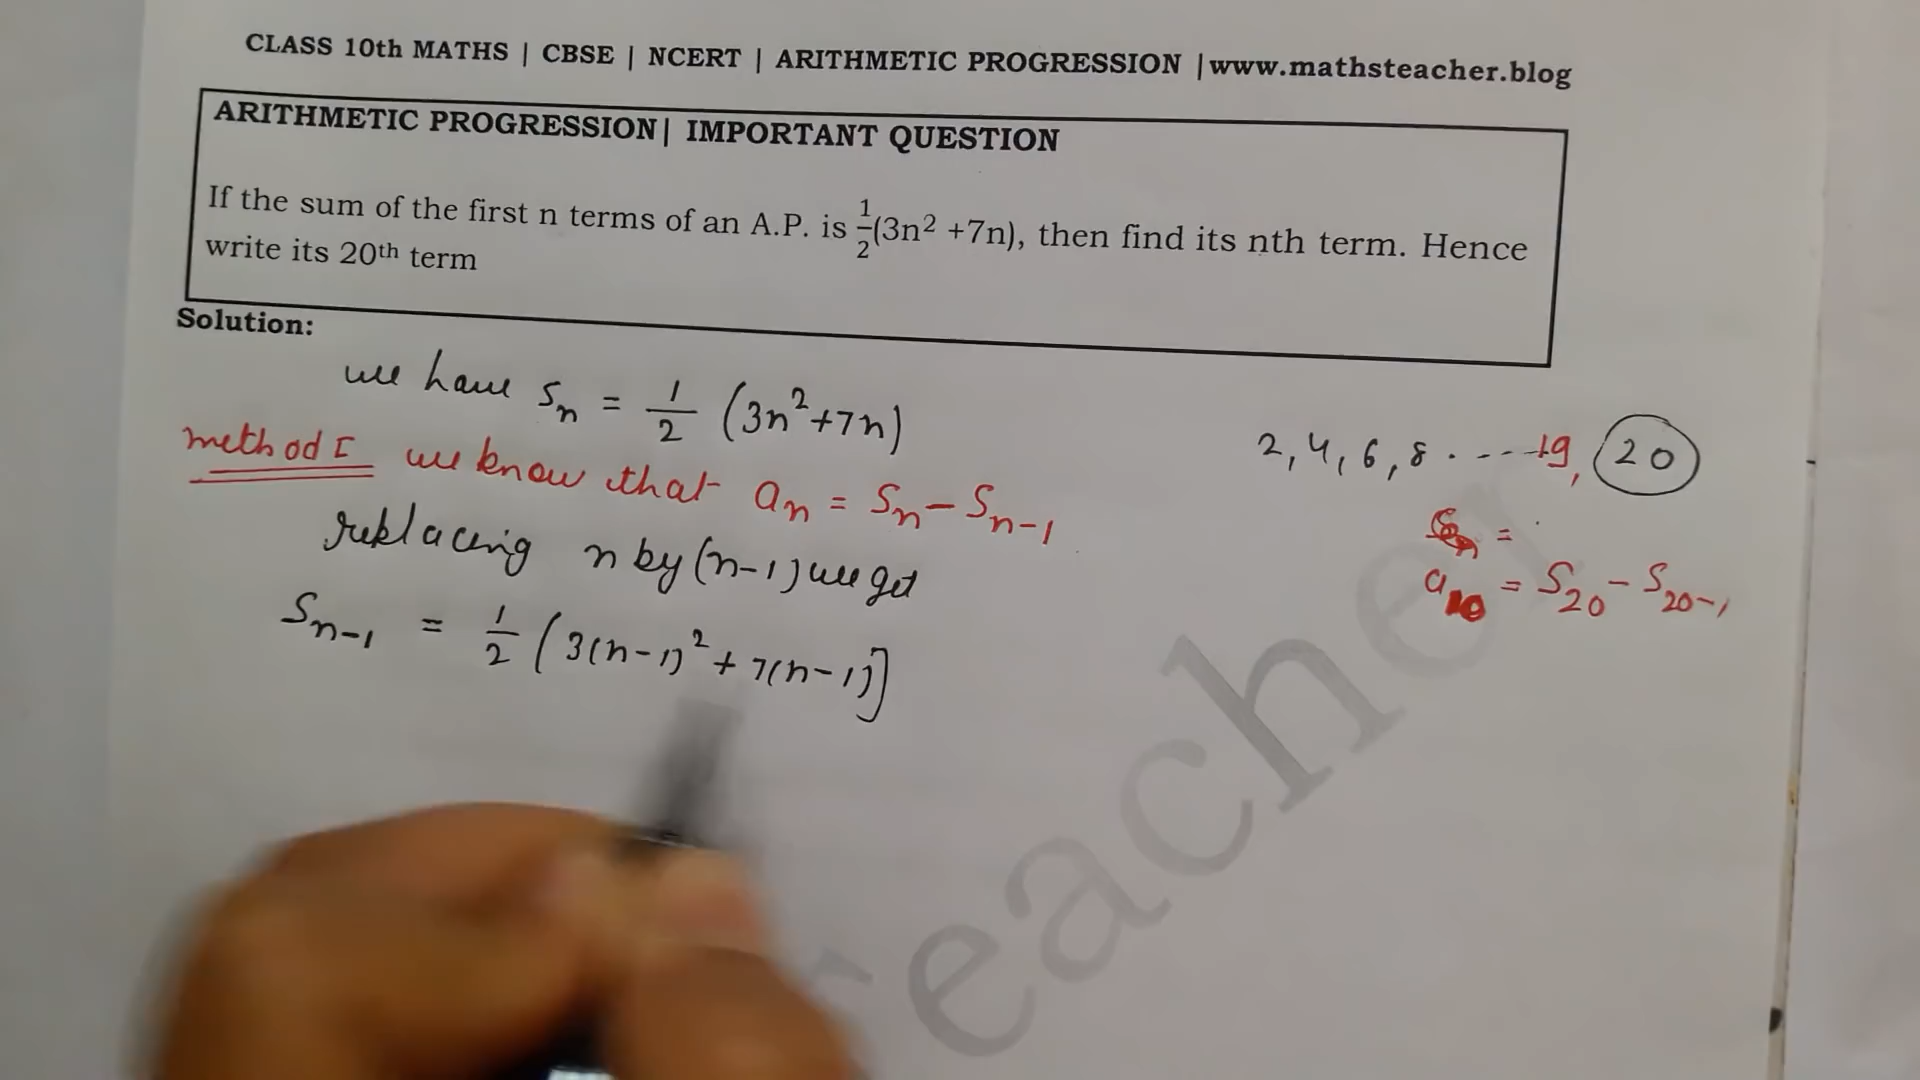 CLASS 10th MATHS | CBSE | NCERT | ARITHMETIC PROGRESSION |www.mathsteacher.blog
ARITHMETIC PROGRESSION| IMPORTANT QUESTION
If the sum of the first n terms of an A.P. is 1/2(3n² +7n), then find its nth term. Hence
write its 20th term
Solution:
we have Sn = 1/2 (3n²+7n)
method I we know that an = Sn - Sn-1
replacing n by (n-1) we get
Sn-1 = 1/2 (3(n-1)² + 7(n-1)]
2, 4, 6, 8 . - - - 19, 20
= 
a10 = S20 - S20-1
eacher